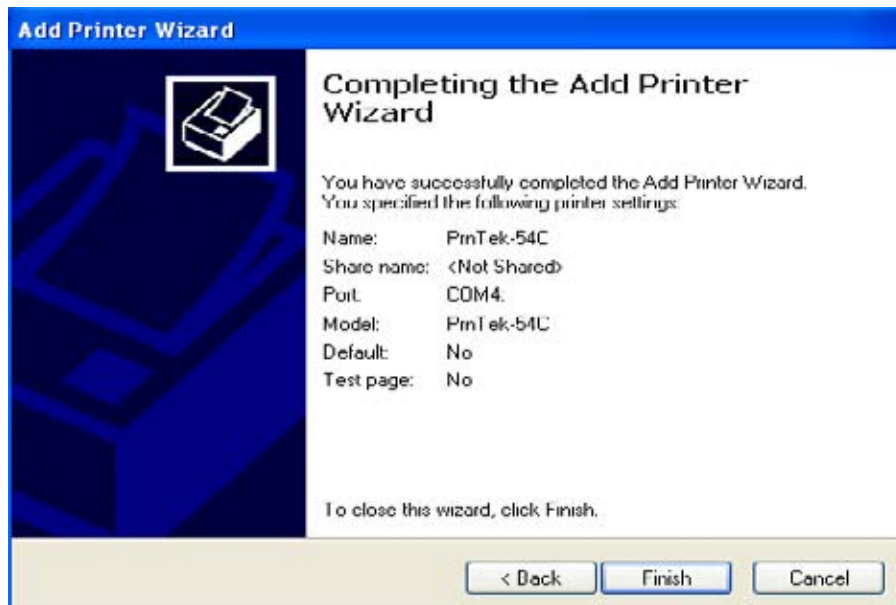 Add Printer Wizard
Completing the Add Printer
Wizard
You have successfully completed the Add Printer Wizard.
You specified the following printer settings:
Name: PrnTek-54C
Share name: <Not Shared>
Port: COM4:
Model: PrnTek-54C
Default: No
Test page: No
To close this wizard, click Finish.
< Back Finish Cancel